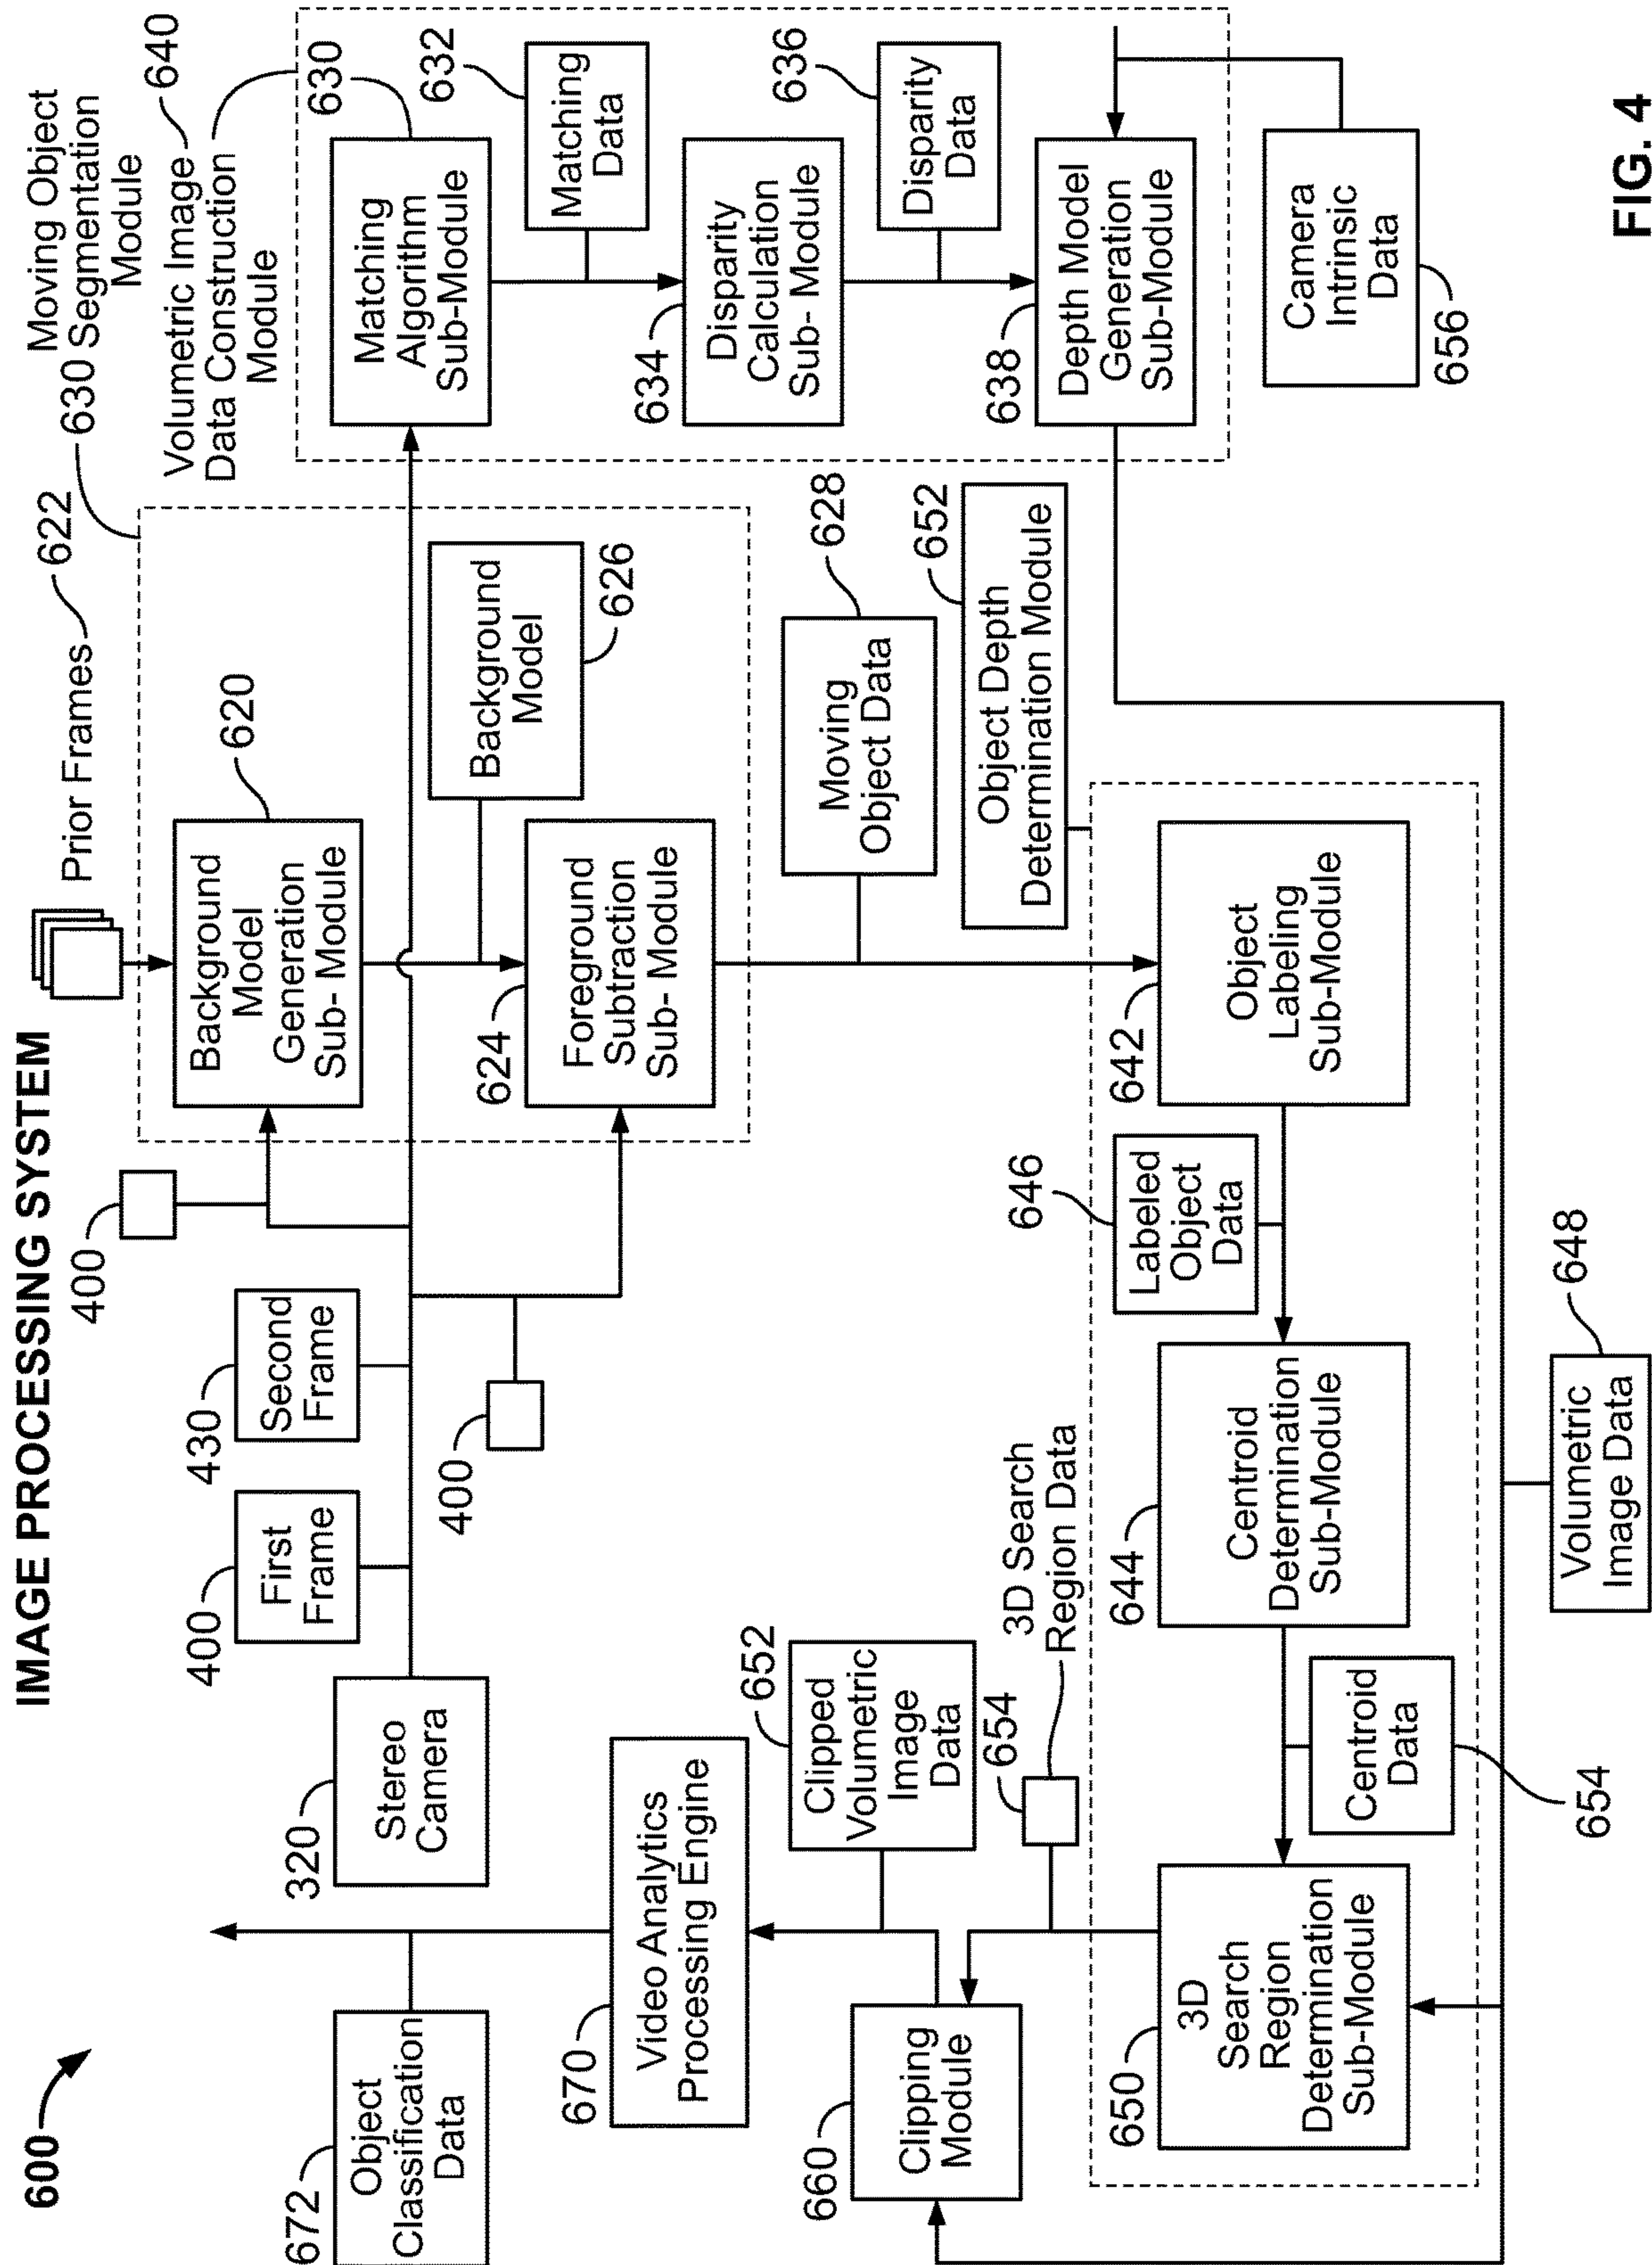 IMAGE PROCESSING SYSTEM
600
Prior Frames
622
630
Moving Object
Segmentation
Module
Volumetric Image
Data Construction
Module
640
400
First
Frame
430
Second
Frame
400
400
320
Stereo
Camera
620
Background
Model
Generation
Sub- Module
Background
Model
626
624
Foreground
Subtraction
Sub- Module
630
Matching
Algorithm
Sub-Module
632
Matching
Data
634
Disparity
Calculation
Sub- Module
636
Disparity
Data
638
Depth Model
Generation
Sub-Module
Camera
Intrinsic
Data
656
Moving
Object Data
628
Object Depth
Determination Module
652
672
Object
Classification
Data
670
Video Analytics
Processing Engine
Clipped
Volumetric
Image
Data
652
660
Clipping
Module
654
3D Search
Region Data
650
3D
Search
Region
Determination
Sub-Module
Centroid
Data
654
644
Centroid
Determination
Sub-Module
646
Labeled
Object
Data
642
Object
Labeling
Sub-Module
Volumetric
Image Data
648
FIG. 4